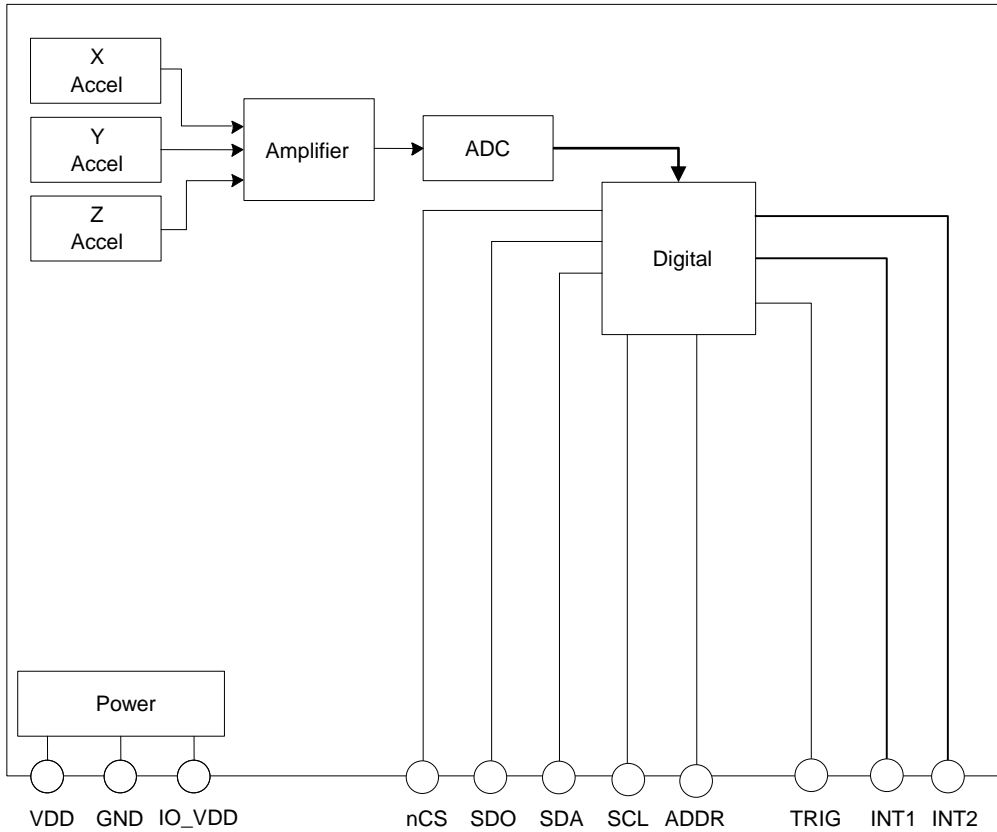 X
Accel
Y
Accel
Z
Accel
Amplifier
ADC
Digital
Power
VDD GND IO_VDD nCS SDO SDA SCL ADDR TRIG INT1 INT2